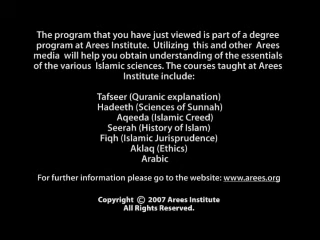 The program that you have just viewed is part of a degree
program at Arees Institute. Utilizing this and other Arees
media will help you obtain understanding of the essentials
of the various Islamic sciences. The courses taught at Arees
Institute include:
Tafseer (Quranic explanation)
Hadeeth (Sciences of Sunnah)
Aqeeda (Islamic Creed)
Seerah (History of Islam)
Fiqh (Islamic Jurisprudence)
Aklaq (Ethics)
Arabic
For further information please go to the website: www.arees.org
Copyright © 2007 Arees Institute
All Rights Reserved.